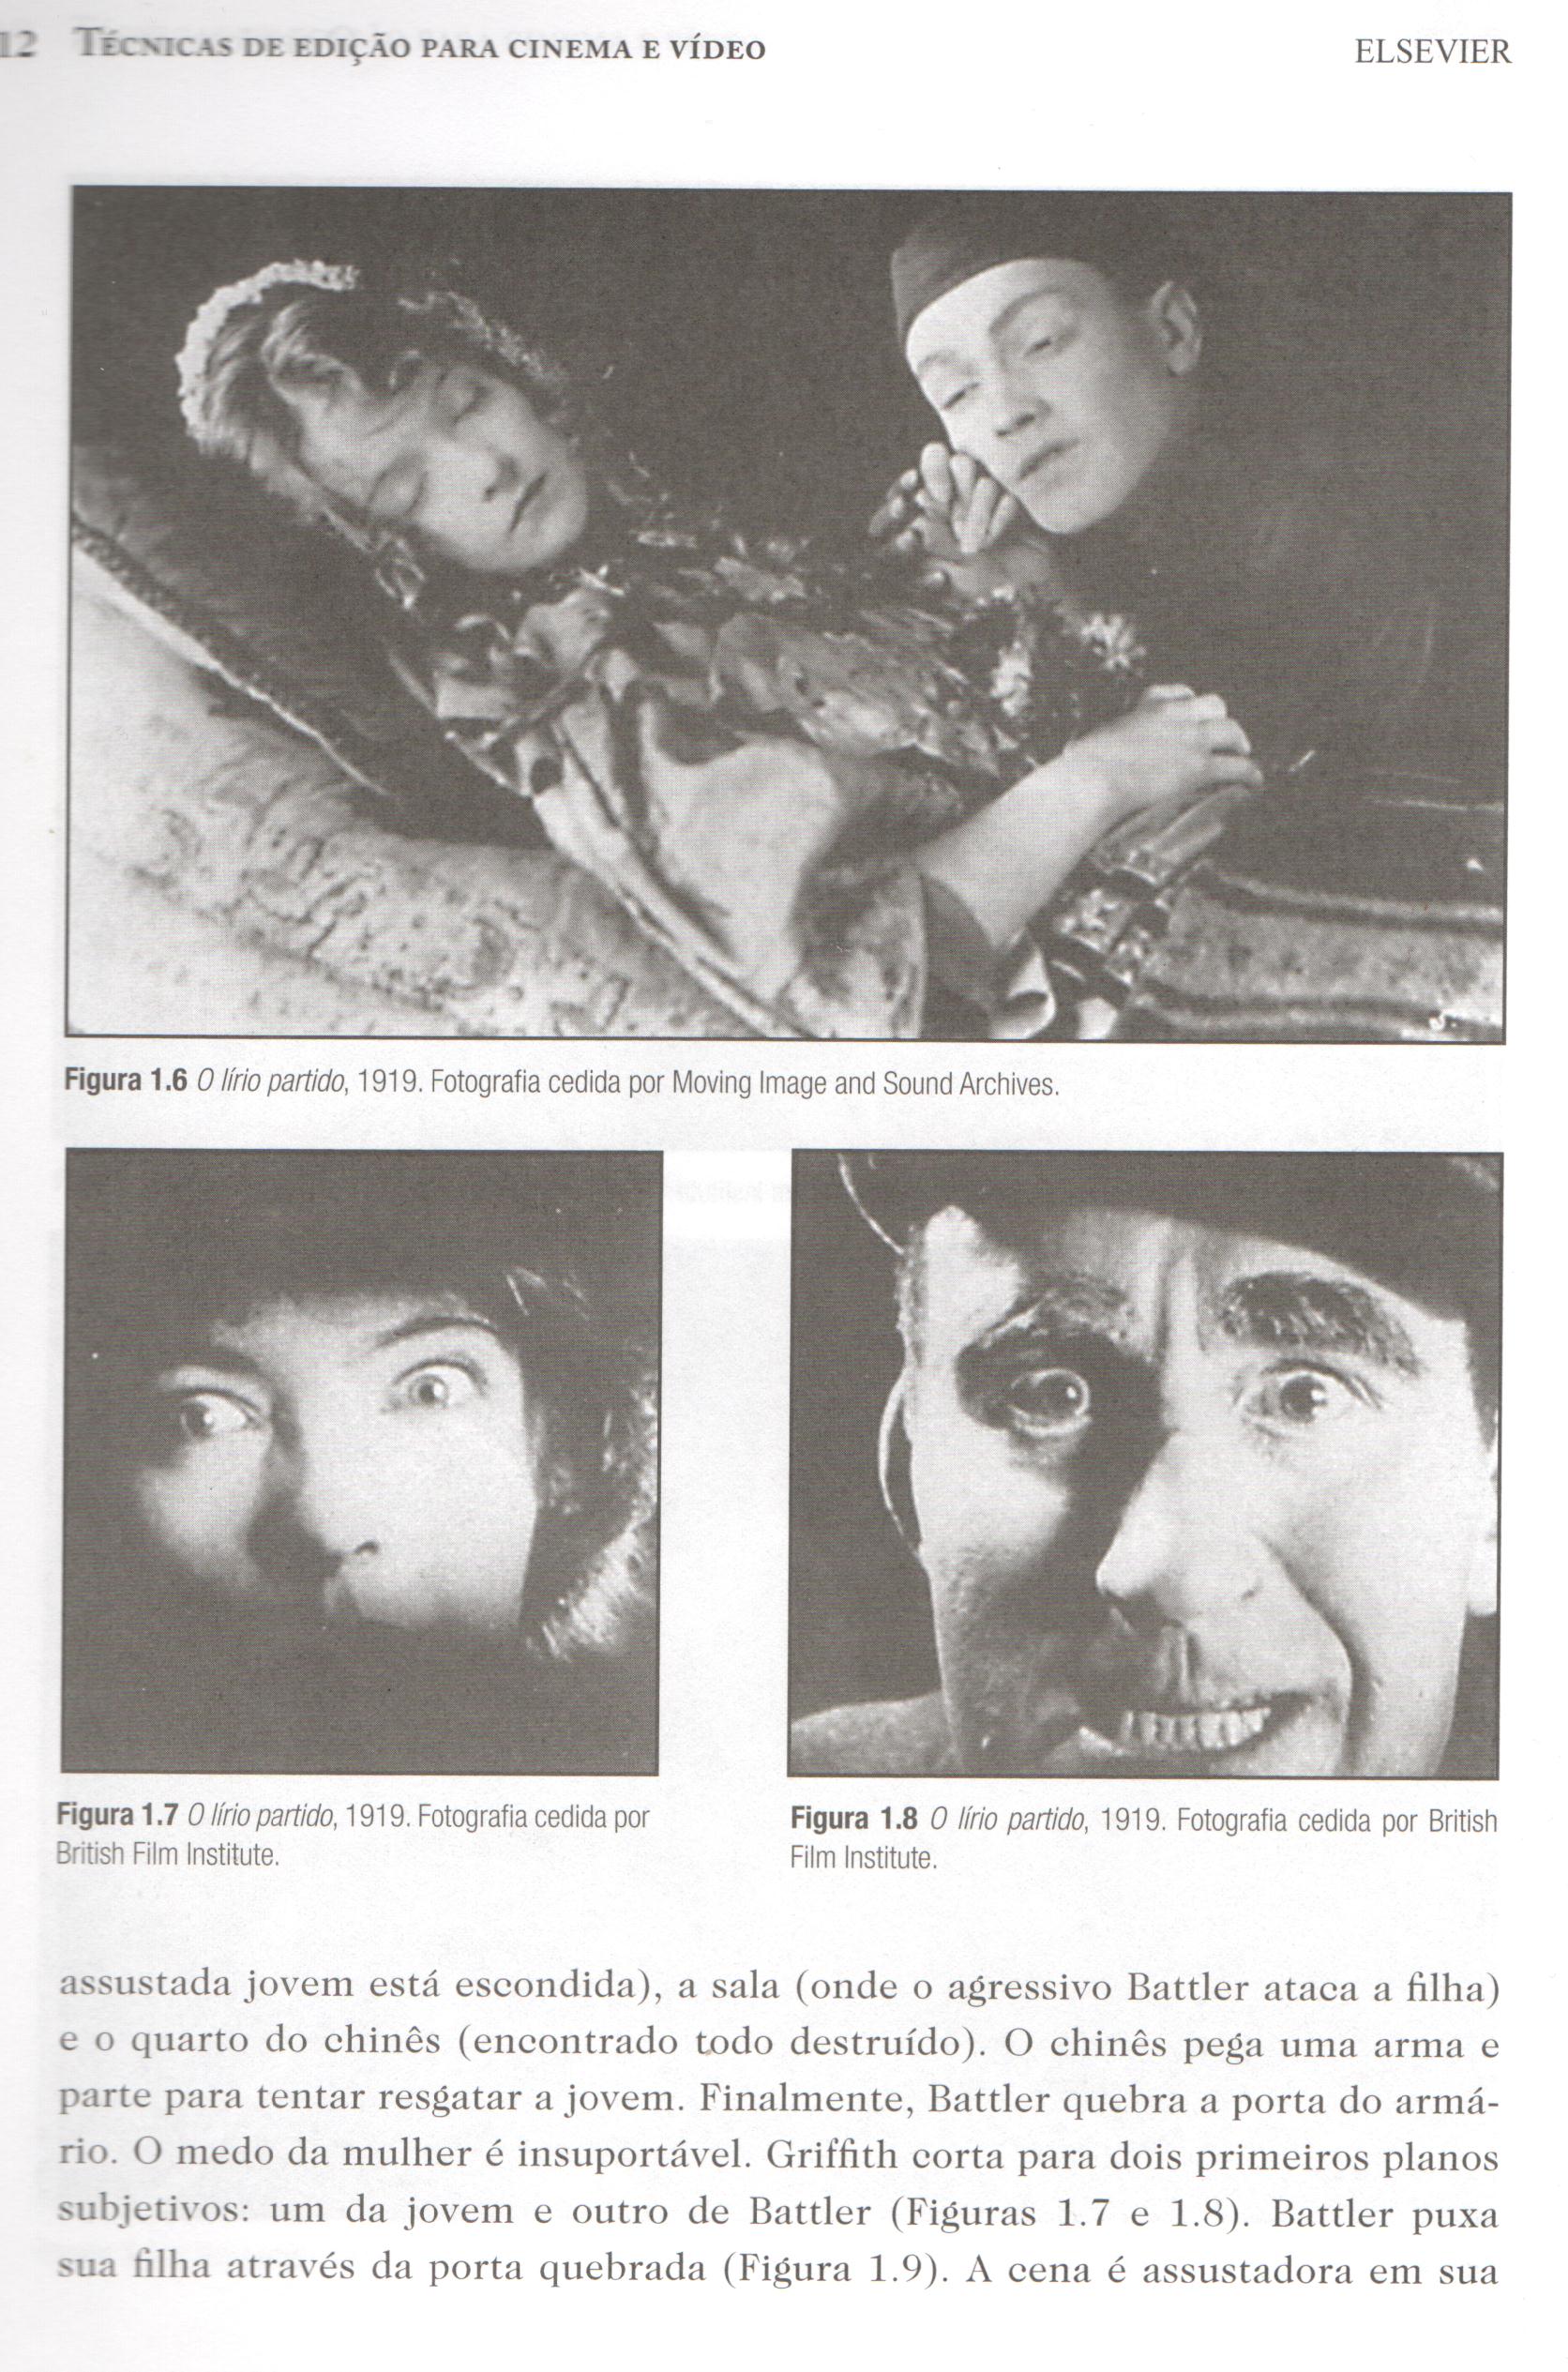 12 TÉCNICAS DE EDIÇÃO PARA CINEMA E VÍDEO ELSEVIER
Figura 1.6 O lírio partido, 1919. Fotografia cedida por Moving Image and Sound Archives.
Figura 1.7 O lírio partido, 1919. Fotografia cedida por
British Film Institute.
Figura 1.8 O lírio partido, 1919. Fotografia cedida por British
Film Institute.
assustada jovem está escondida), a sala (onde o agressivo Battler ataca a filha)
e o quarto do chinês (encontrado todo destruído). O chinês pega uma arma e
parte para tentar resgatar a jovem. Finalmente, Battler quebra a porta do armá-
rio. O medo da mulher é insuportável. Griffith corta para dois primeiros planos
subjetivos: um da jovem e outro de Battler (Figuras 1.7 e 1.8). Battler puxa
sua filha através da porta quebrada (Figura 1.9). A cena é assustadora em sua